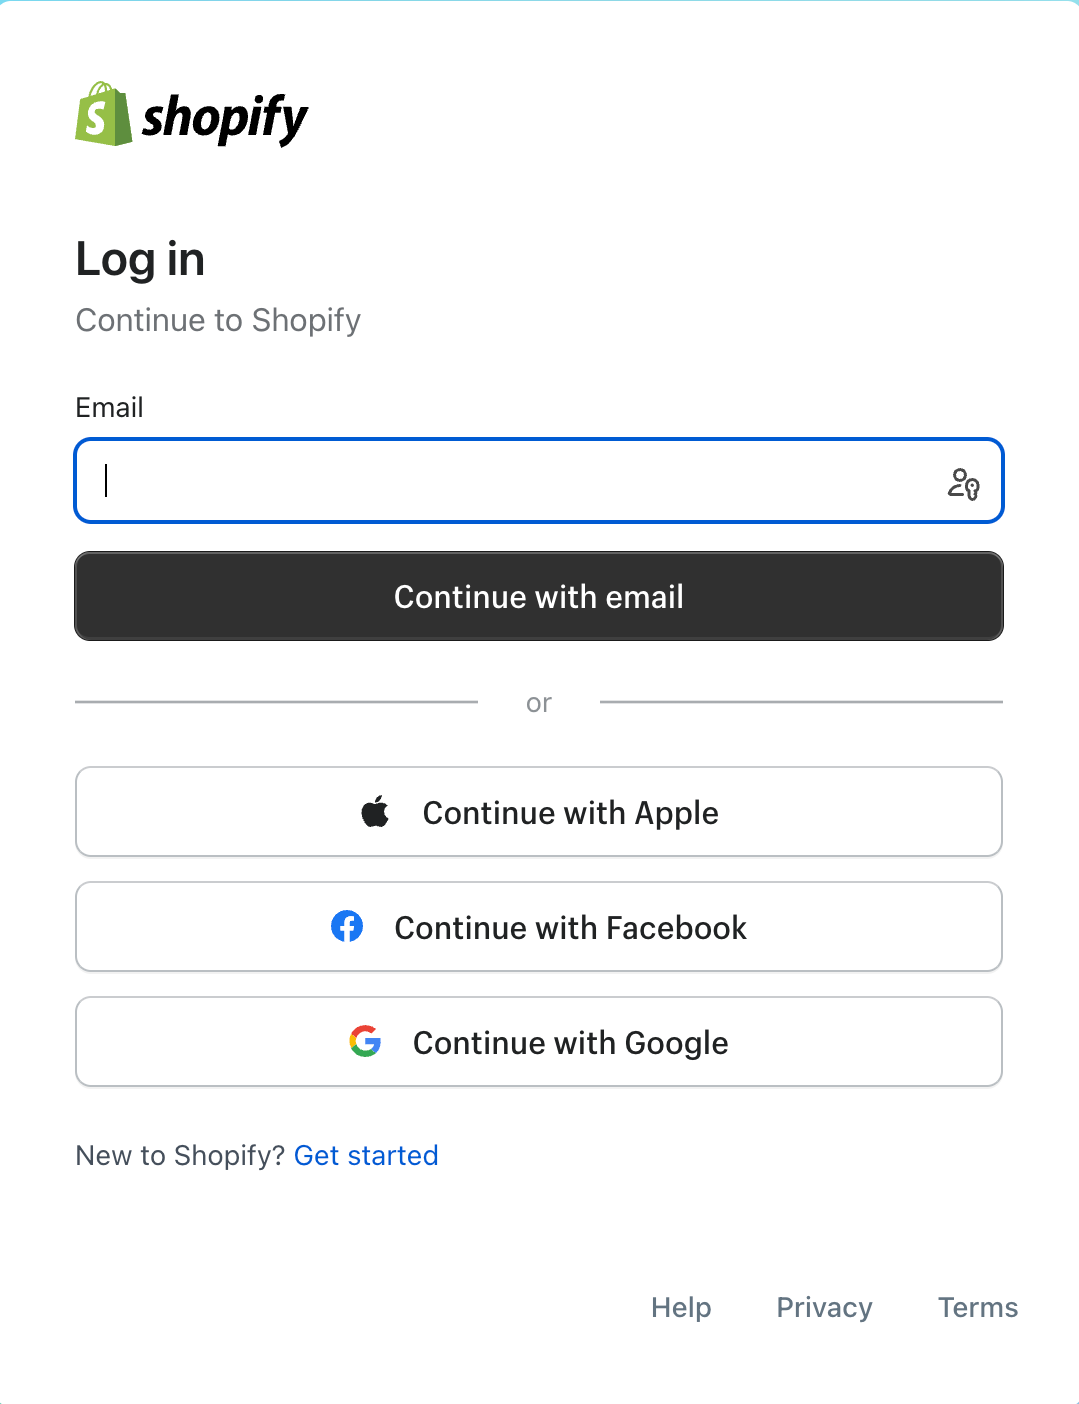 shopify
Log in
Continue to Shopify
Email
Continue with email
or
Continue with Apple
Continue with Facebook
Continue with Google
New to Shopify? Get started
Help Privacy Terms